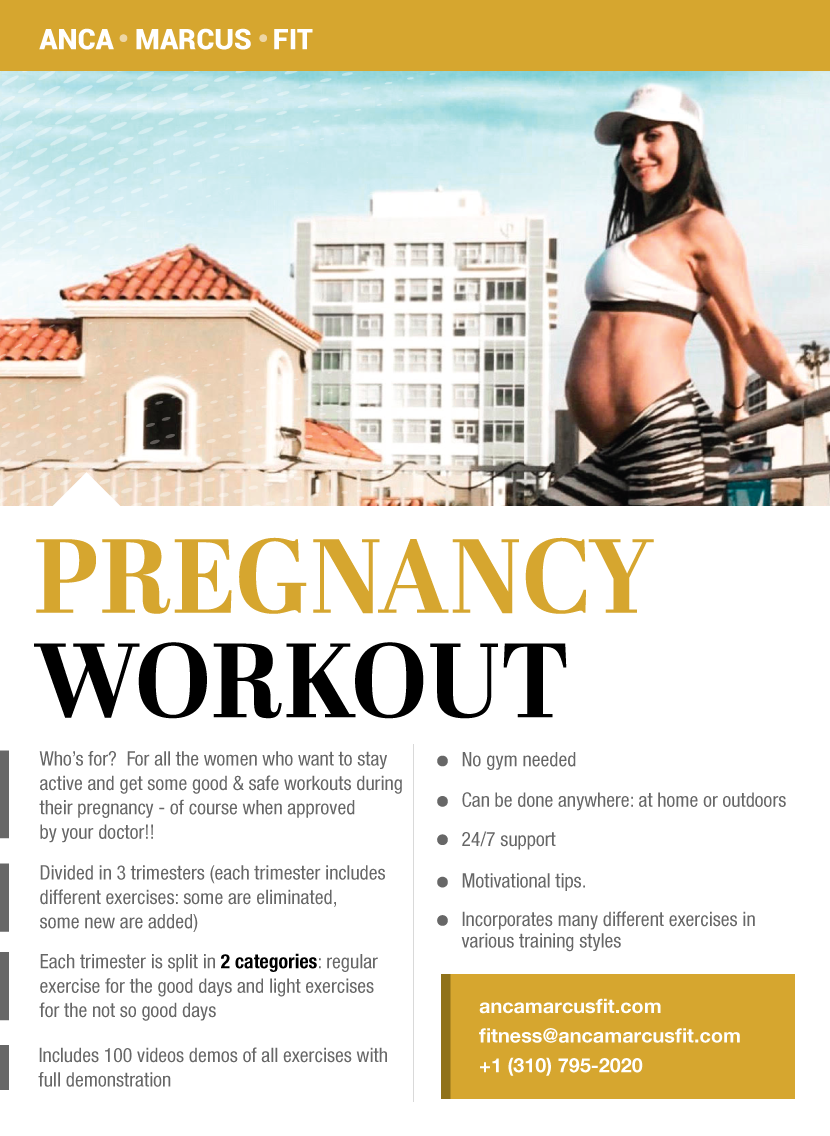 ANCA • MARCUS • FIT
PREGNANCY
WORKOUT
Who's for?  For all the women who want to stay
active and get some good & safe workouts during
their pregnancy - of course when approved
by your doctor!!
Divided in 3 trimesters (each trimester includes
different exercises: some are eliminated,
some new are added)
Each trimester is split in 2 categories: regular
exercise for the good days and light exercises
for the not so good days
Includes 100 videos demos of all exercises with
full demonstration
● No gym needed
● Can be done anywhere: at home or outdoors
● 24/7 support
● Motivational tips.
● Incorporates many different exercises in
various training styles
ancamarcusfit.com
fitness@ancamarcusfit.com
+1 (310) 795-2020